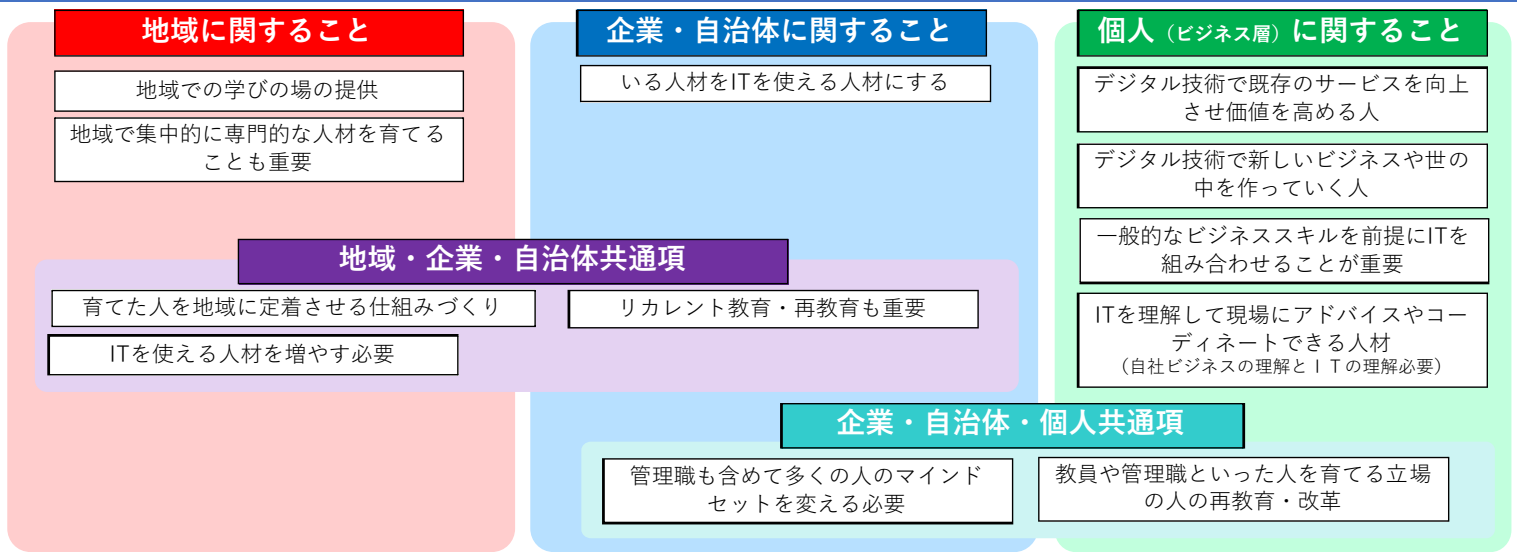 地域に関すること
地域での学びの場の提供
地域で集中的に専門的な人材を育てる
ことも重要
企業・自治体に関すること
いる人材をITを使える人材にする
個人（ビジネス層）に関すること
デジタル技術で既存のサービスを向上
させ価値を高める人
デジタル技術で新しいビジネスや世の
中を作っていく人
一般的なビジネススキルを前提にITを
組み合わせることが重要
ITを理解して現場にアドバイスやコー
ディネートできる人材
（自社ビジネスの理解とＩＴの理解必要）
地域・企業・自治体共通項
育てた人を地域に定着させる仕組みづくり
リカレント教育・再教育も重要
ITを使える人材を増やす必要
企業・自治体・個人共通項
管理職も含めて多くの人のマインド
セットを変える必要
教員や管理職といった人を育てる立場
の人の再教育・改革